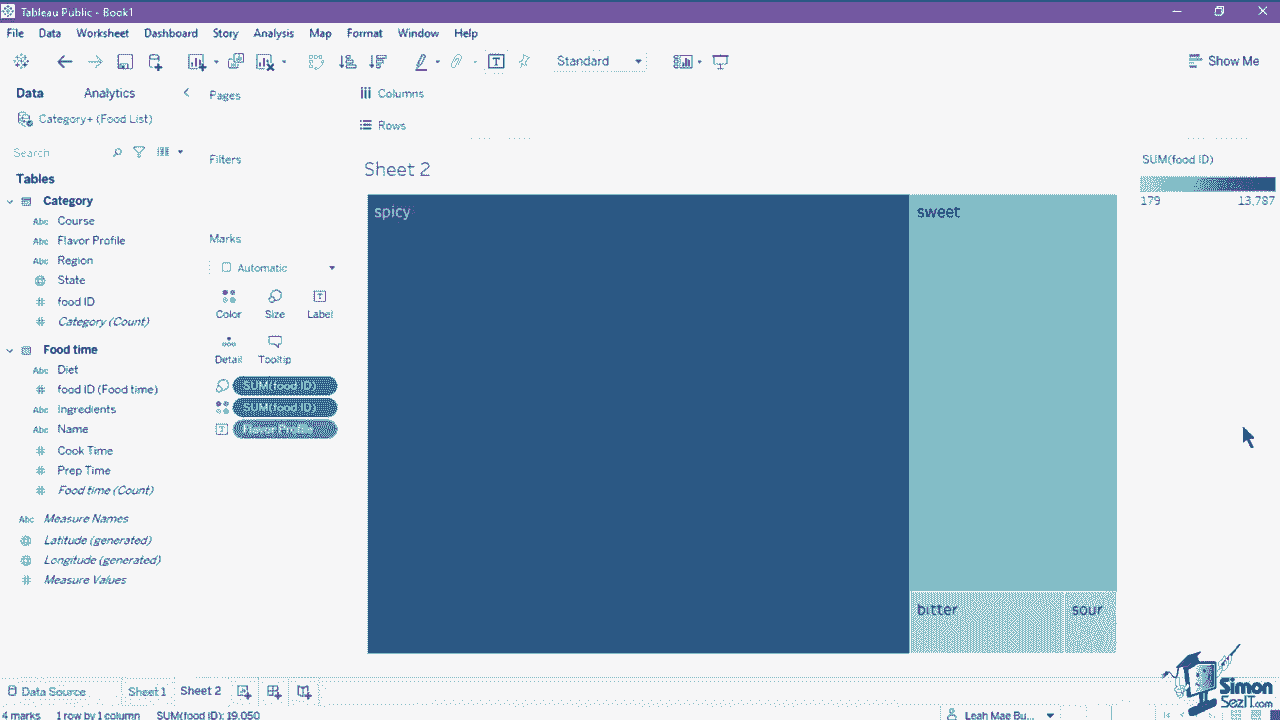 Tableau Public - Book1
File Data Worksheet Dashboard Story Analysis Map Format Window Help
Standard
Show Me
Data Analytics
Category+ (Food List)
Search
Tables
Category
Abc Course
Abc Flavor Profile
Abc Region
State
# food ID
# Category (Count)
Food time
Abc Diet
# food ID (Food time)
Abc Ingredients
Abc Name
# Cook Time
# Prep Time
# Food time (Count)
Abc Measure Names
Latitude (generated)
Longitude (generated)
# Measure Values
Pages
Filters
Marks
Automatic
Color Size Label
Detail Tooltip
SUM(food ID)
SUM(food ID)
Flavor Profile
Columns
Rows
Sheet 2
spicy
sweet
bitter
sour
SUM(food ID)
179 13,787
Data Source Sheet 1 Sheet 2
4 marks 1 row by 1 column SUM(food ID): 19,050
Leah Mae Bu...
Simon
SezIT.com